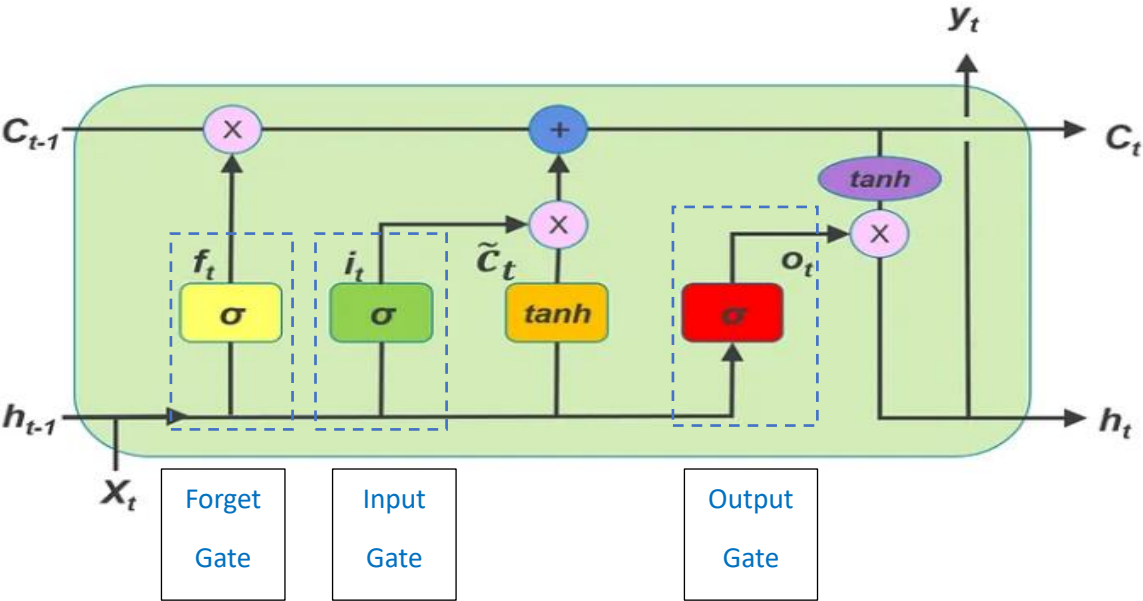 yₜ
Cₜ₋₁
×
+
Cₜ
tanh
×
×
fₜ
iₜ
c̃ₜ
oₜ
σ
σ
tanh
σ
hₜ₋₁
hₜ
Xₜ
Forget
Gate
Input
Gate
Output
Gate